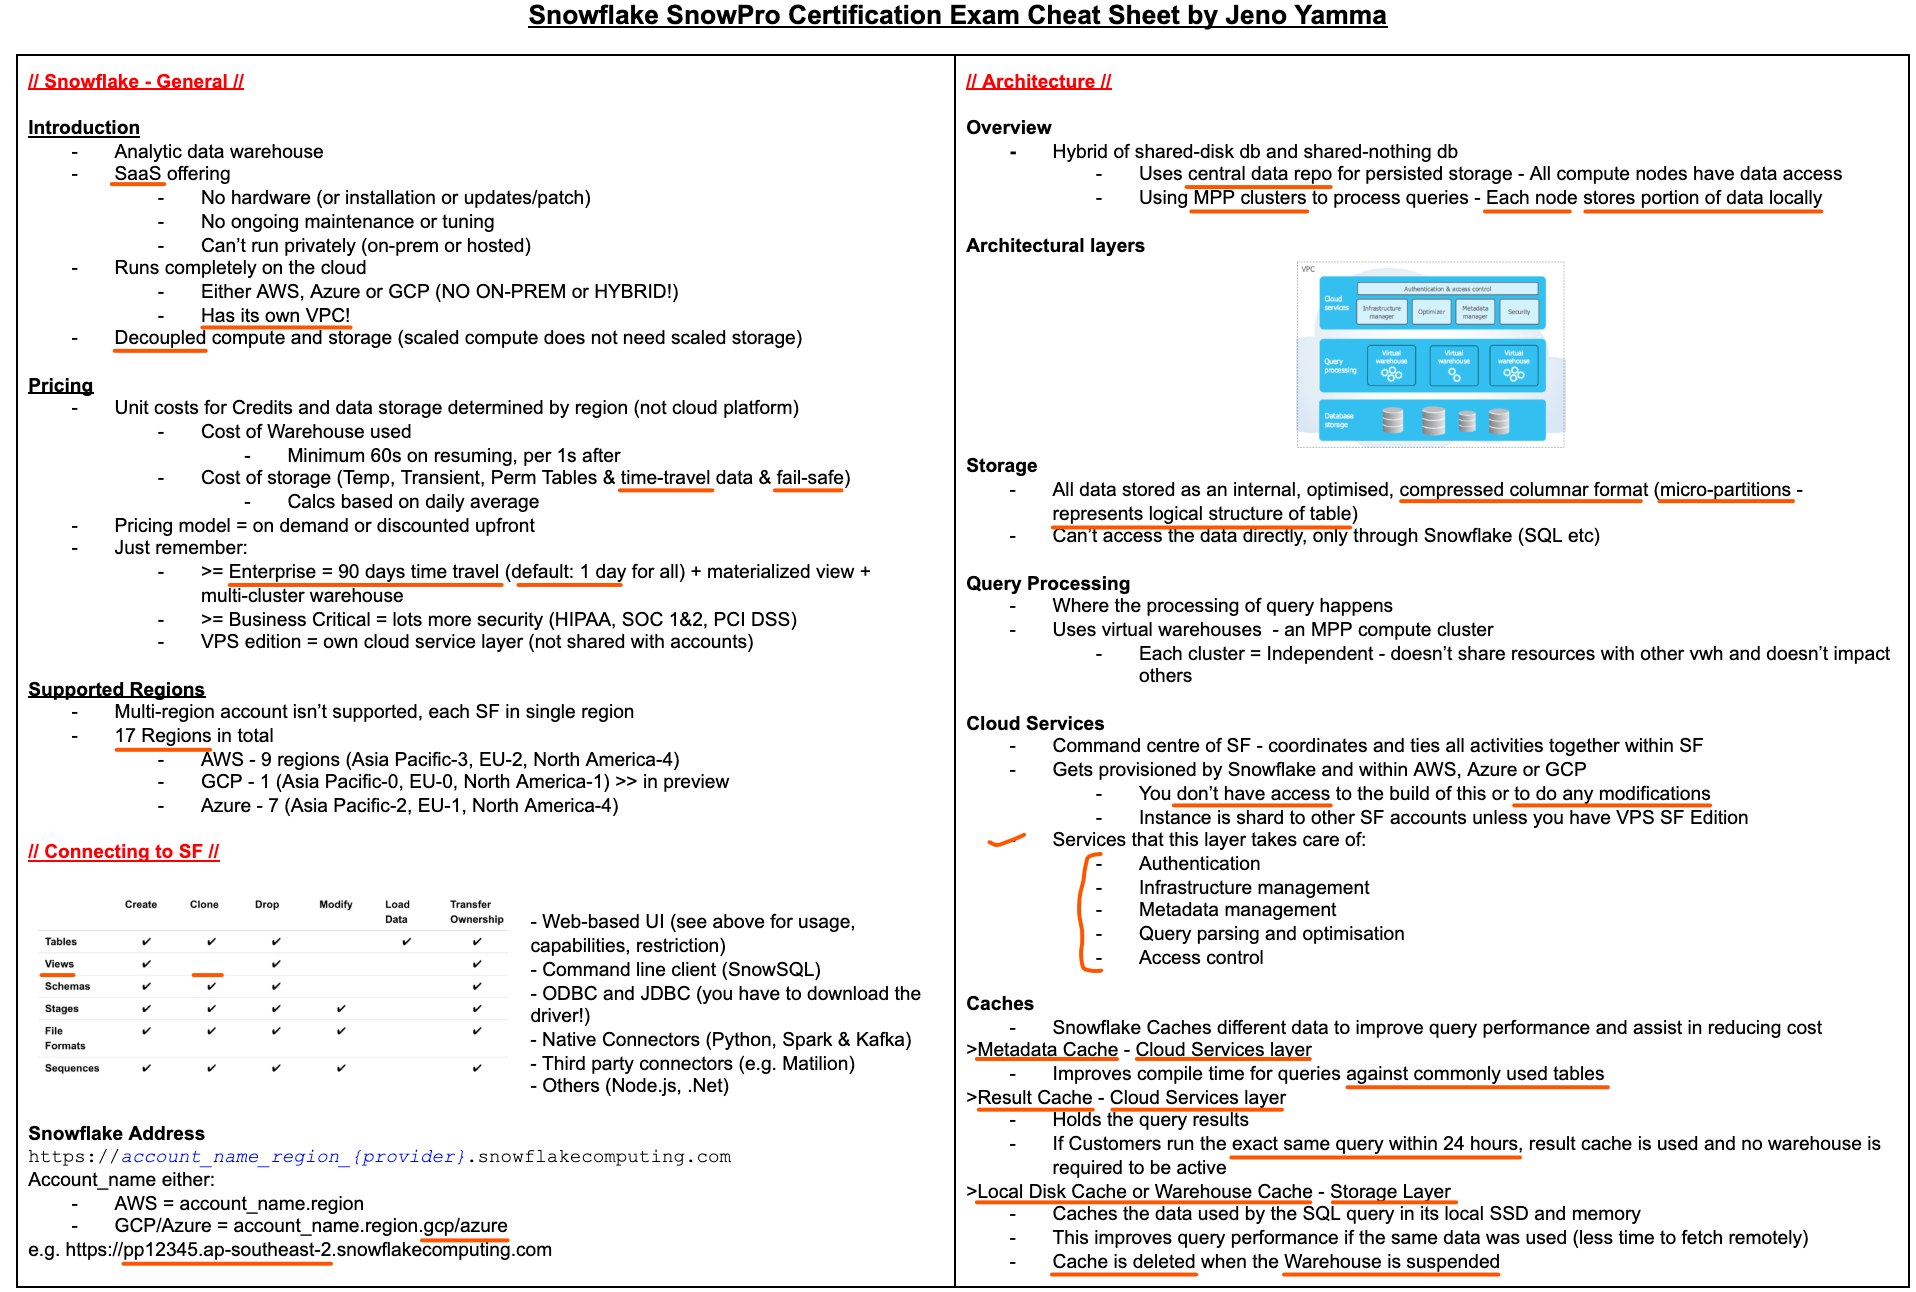 Snowflake SnowPro Certification Exam Cheat Sheet by Jeno Yamma
// Snowflake - General //
Introduction
- Analytic data warehouse
- SaaS offering
- No hardware (or installation or updates/patch)
- No ongoing maintenance or tuning
- Can't run privately (on-prem or hosted)
- Runs completely on the cloud
- Either AWS, Azure or GCP (NO ON-PREM or HYBRID!)
- Has its own VPC!
- Decoupled compute and storage (scaled compute does not need scaled storage)
Pricing
- Unit costs for Credits and data storage determined by region (not cloud platform)
- Cost of Warehouse used
- Minimum 60s on resuming, per 1s after
- Cost of storage (Temp, Transient, Perm Tables & time-travel data & fail-safe)
- Calcs based on daily average
- Pricing model = on demand or discounted upfront
- Just remember:
- >= Enterprise = 90 days time travel (default: 1 day for all) + materialized view +
multi-cluster warehouse
- >= Business Critical = lots more security (HIPAA, SOC 1&2, PCI DSS)
- VPS edition = own cloud service layer (not shared with accounts)
Supported Regions
- Multi-region account isn't supported, each SF in single region
- 17 Regions in total
- AWS - 9 regions (Asia Pacific-3, EU-2, North America-4)
- GCP - 1 (Asia Pacific-0, EU-0, North America-1) >> in preview
- Azure - 7 (Asia Pacific-2, EU-1, North America-4)
// Connecting to SF //
Create Clone Drop Modify Load Data Transfer Ownership
Tables ✔ ✔ ✔ ✔ ✔
Views ✔ ✔ ✔
Schemas ✔ ✔ ✔ ✔
Stages ✔ ✔ ✔ ✔ ✔
File Formats ✔ ✔ ✔ ✔ ✔
Sequences ✔ ✔ ✔ ✔ ✔
- Web-based UI (see above for usage,
capabilities, restriction)
- Command line client (SnowSQL)
- ODBC and JDBC (you have to download the
driver!)
- Native Connectors (Python, Spark & Kafka)
- Third party connectors (e.g. Matilion)
- Others (Node.js, .Net)
Snowflake Address
https://account_name_region_{provider}.snowflakecomputing.com
Account_name either:
- AWS = account_name.region
- GCP/Azure = account_name.region.gcp/azure
e.g. https://pp12345.ap-southeast-2.snowflakecomputing.com
// Architecture //
Overview
- Hybrid of shared-disk db and shared-nothing db
- Uses central data repo for persisted storage - All compute nodes have data access
- Using MPP clusters to process queries - Each node stores portion of data locally
Architectural layers
VPC
Cloud services
Authentication & access control
Infrastructure manager
Optimizer
Metadata manager
Security
Query processing
Virtual warehouse
Virtual warehouse
Virtual warehouse
Database storage
Storage
- All data stored as an internal, optimised, compressed columnar format (micro-partitions -
represents logical structure of table)
- Can't access the data directly, only through Snowflake (SQL etc)
Query Processing
- Where the processing of query happens
- Uses virtual warehouses - an MPP compute cluster
- Each cluster = Independent - doesn't share resources with other vwh and doesn't impact
others
Cloud Services
- Command centre of SF - coordinates and ties all activities together within SF
- Gets provisioned by Snowflake and within AWS, Azure or GCP
- You don't have access to the build of this or to do any modifications
- Instance is shard to other SF accounts unless you have VPS SF Edition
- Services that this layer takes care of:
- Authentication
- Infrastructure management
- Metadata management
- Query parsing and optimisation
- Access control
Caches
- Snowflake Caches different data to improve query performance and assist in reducing cost
>Metadata Cache - Cloud Services layer
- Improves compile time for queries against commonly used tables
>Result Cache - Cloud Services layer
- Holds the query results
- If Customers run the exact same query within 24 hours, result cache is used and no warehouse is
required to be active
>Local Disk Cache or Warehouse Cache - Storage Layer
- Caches the data used by the SQL query in its local SSD and memory
- This improves query performance if the same data was used (less time to fetch remotely)
- Cache is deleted when the Warehouse is suspended